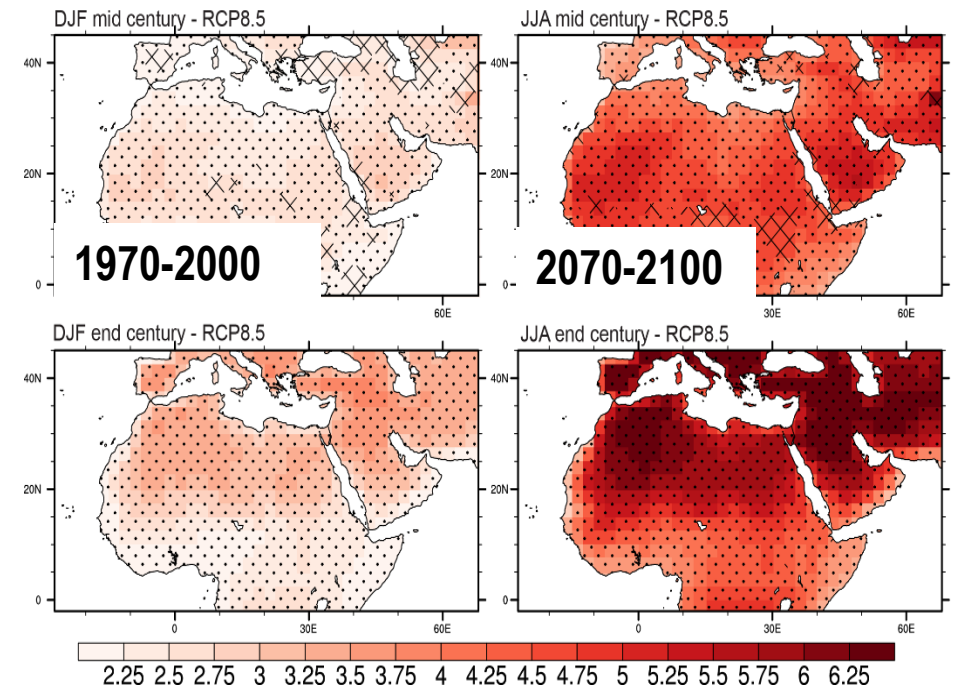 DJF mid century - RCP8.5
JJA mid century - RCP8.5
40N
40N
20N
20N
0
0
1970-2000
2070-2100
60E
30E
60E
DJF end century - RCP8.5
JJA end century - RCP8.5
40N
40N
20N
20N
0
0
0
30E
60E
0
30E
60E
2.25 2.5 2.75 3 3.25 3.5 3.75 4 4.25 4.5 4.75 5 5.25 5.5 5.75 6 6.25